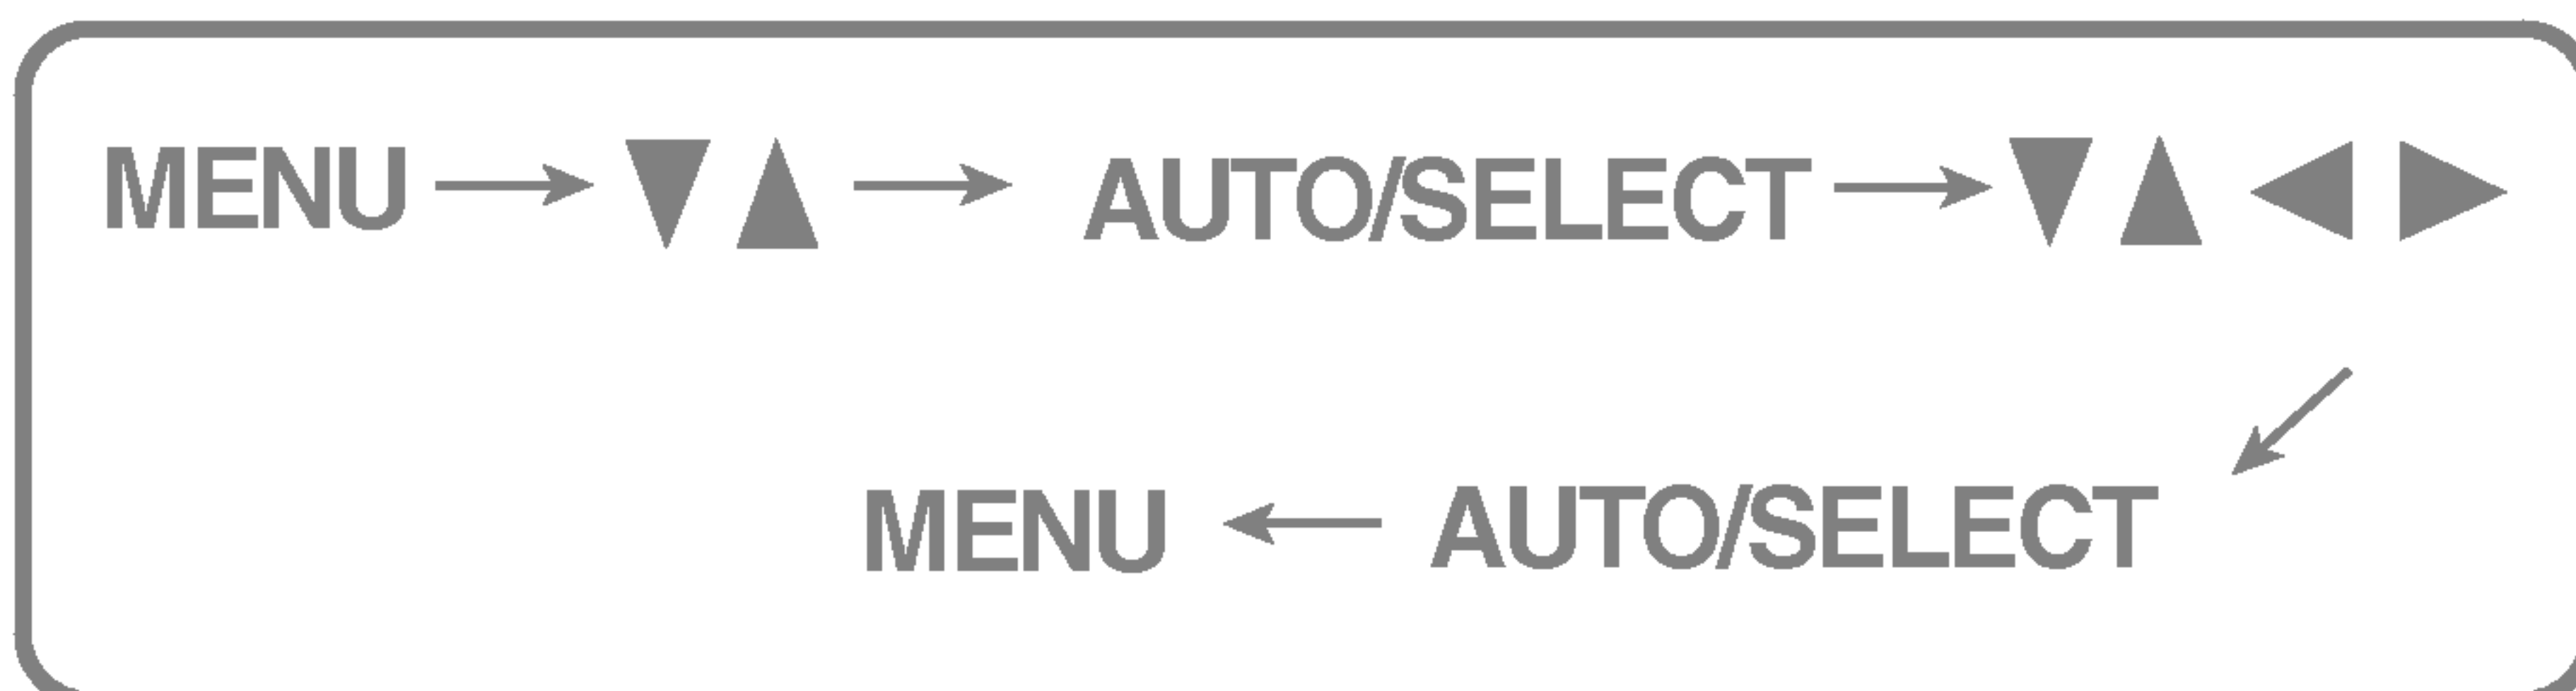 MENU → ▼ ▲ → AUTO/SELECT → ▼ ▲ ◀ ▶
MENU ← AUTO/SELECT